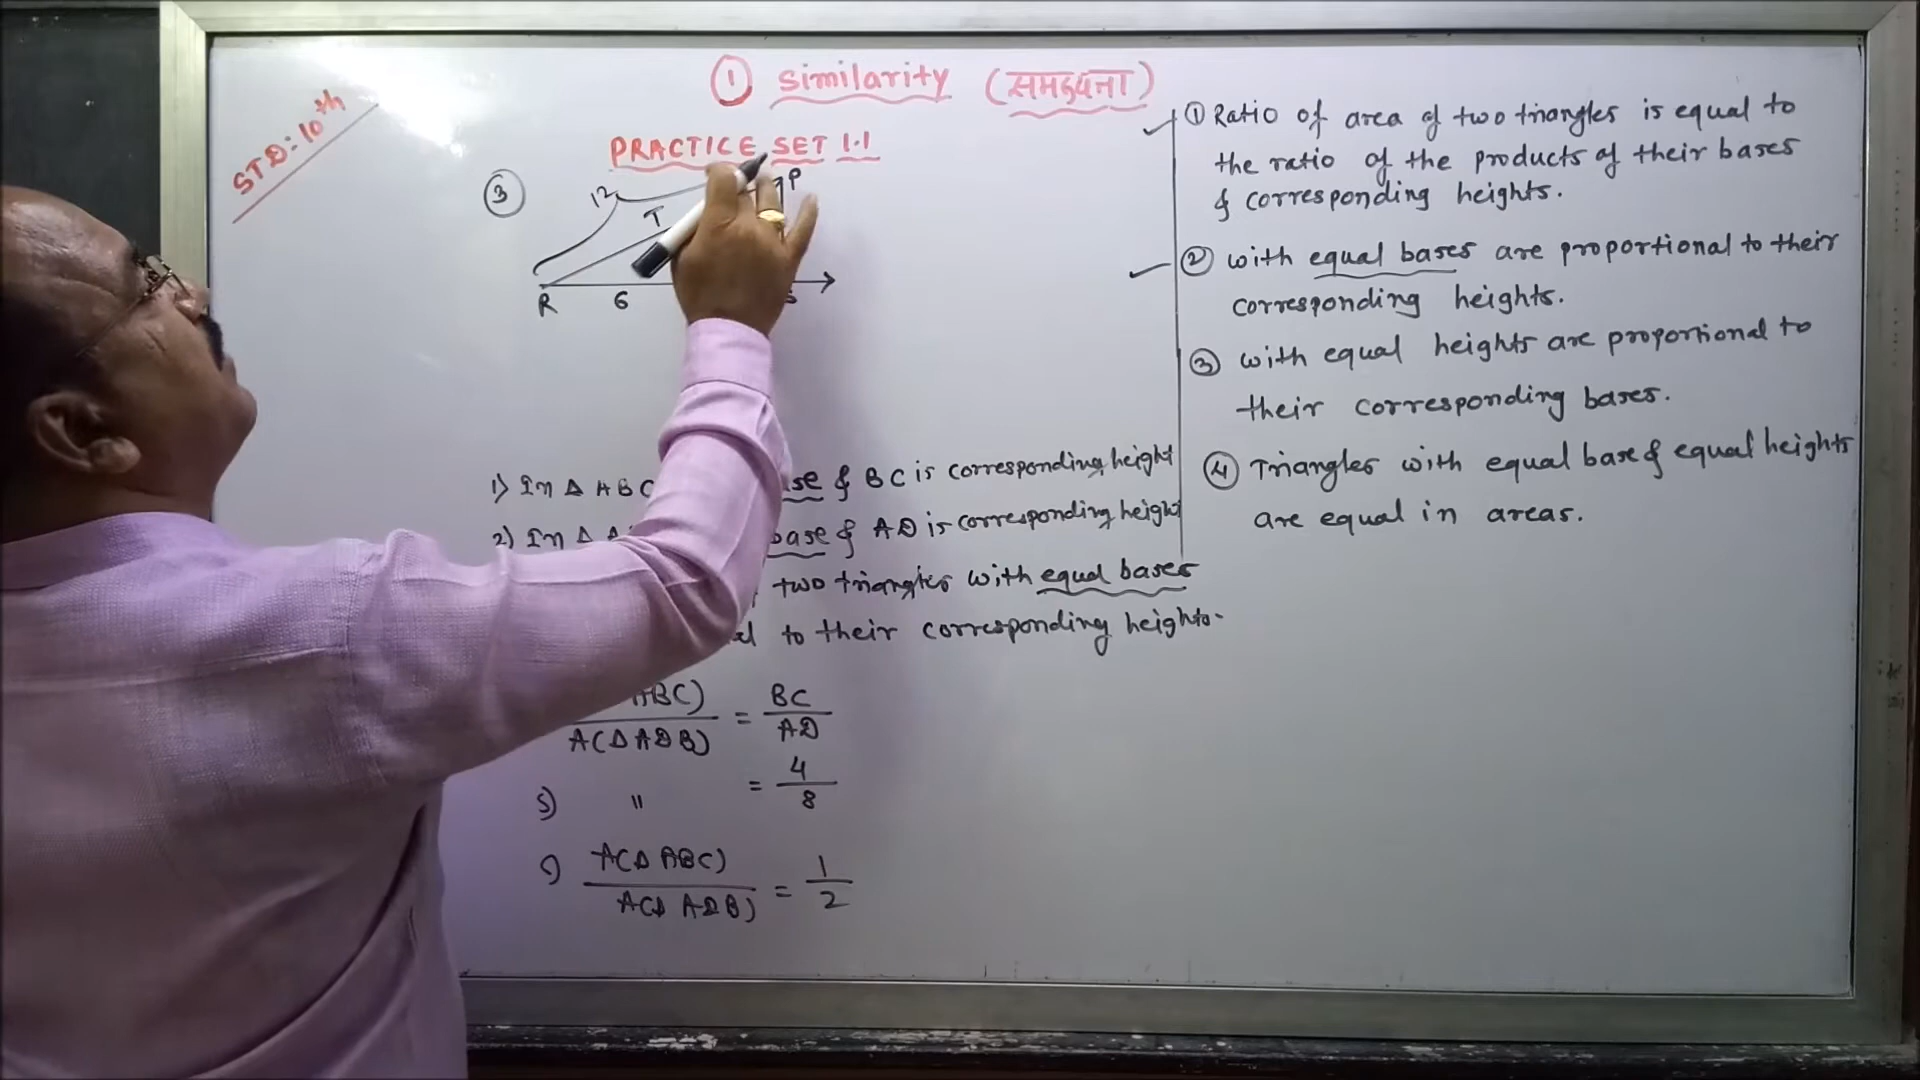 STD: 10th
① Similarity (समरूपता)
PRACTICE SET 1.1
③
12
P
T
R 6
1) In Δ ABC & BC is corresponding height
2) In Δ base & AD is corresponding height
two triangles with equal bases
to their corresponding heights.
ABC) = BC
A(Δ ADB) AD
5) " = 4
8
A(Δ ABC) = 1
A(Δ ADB) 2
① Ratio of area of two triangles is equal to
the ratio of the products of their bases
& corresponding heights.
② with equal bases are proportional to their
corresponding heights.
③ with equal heights are proportional to
their corresponding bases.
④ Triangles with equal base & equal heights
are equal in areas.